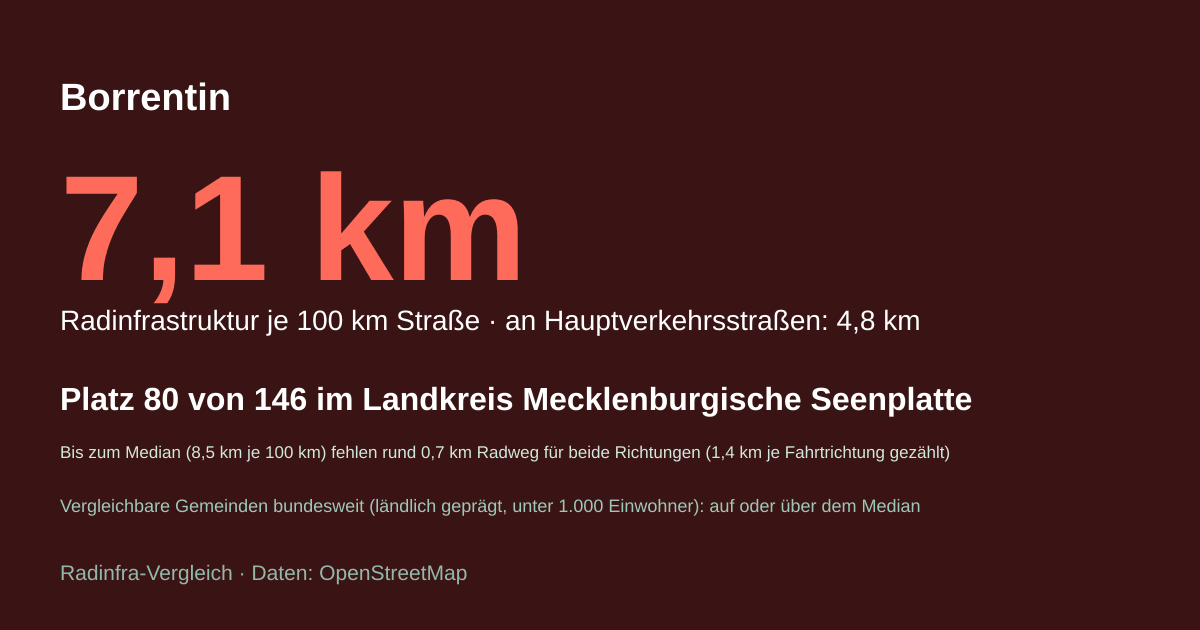 Borrentin
7,1 km
Radinfrastruktur je 100 km Straße · an Hauptverkehrsstraßen: 4,8 km
Platz 80 von 146 im Landkreis Mecklenburgische Seenplatte
Bis zum Median (8,5 km je 100 km) fehlen rund 0,7 km Radweg für beide Richtungen (1,4 km je Fahrtrichtung gezählt)
Vergleichbare Gemeinden bundesweit (ländlich geprägt, unter 1.000 Einwohner): auf oder über dem Median
Radinfra-Vergleich · Daten: OpenStreetMap